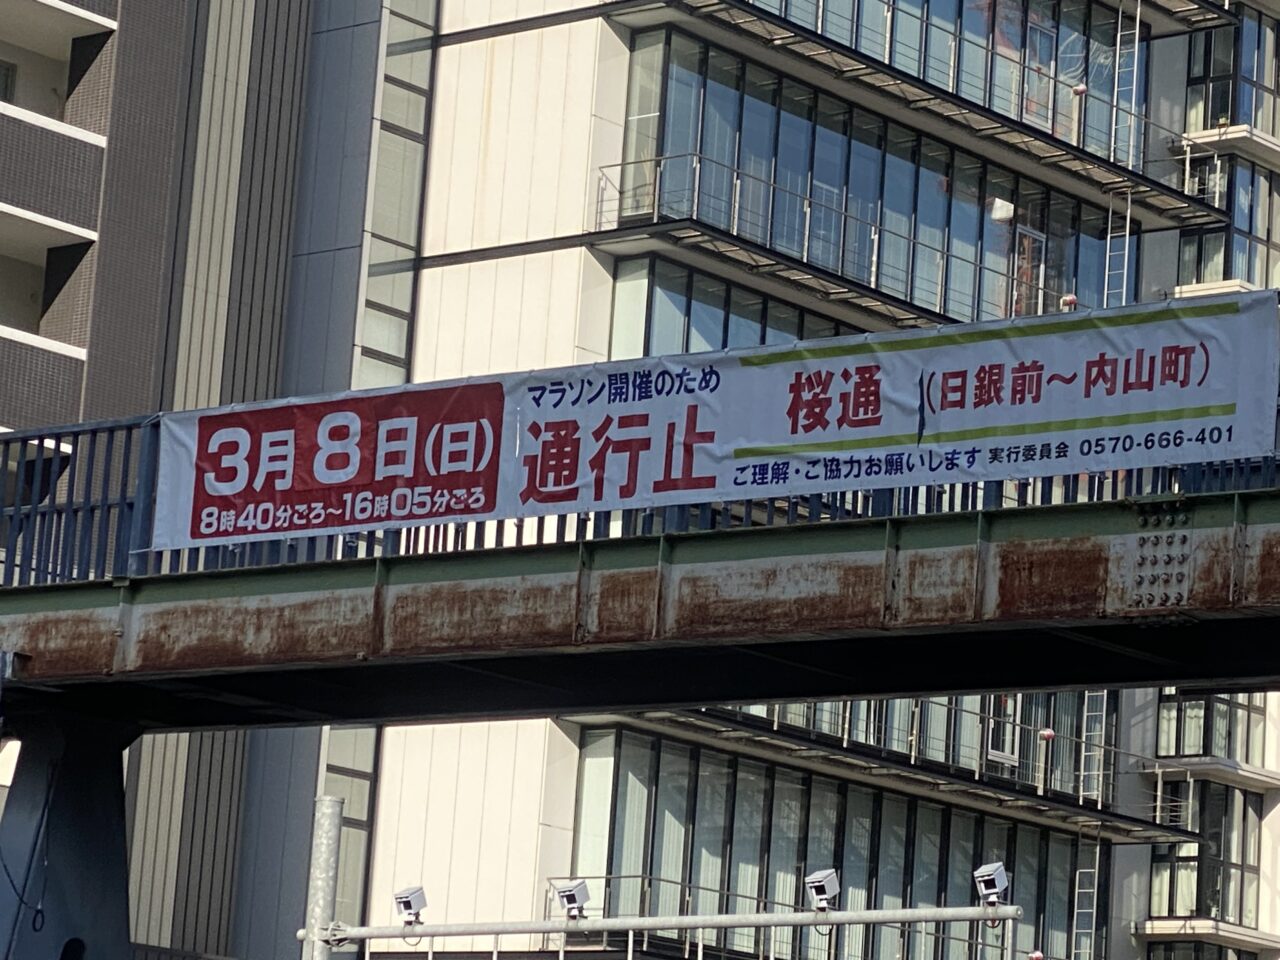 3月8日(日)
8時40分ごろ～16時05分ごろ
マラソン開催のため
通行止
桜通(日銀前～内山町)
ご理解・ご協力お願いします 実行委員会 0570-666-401